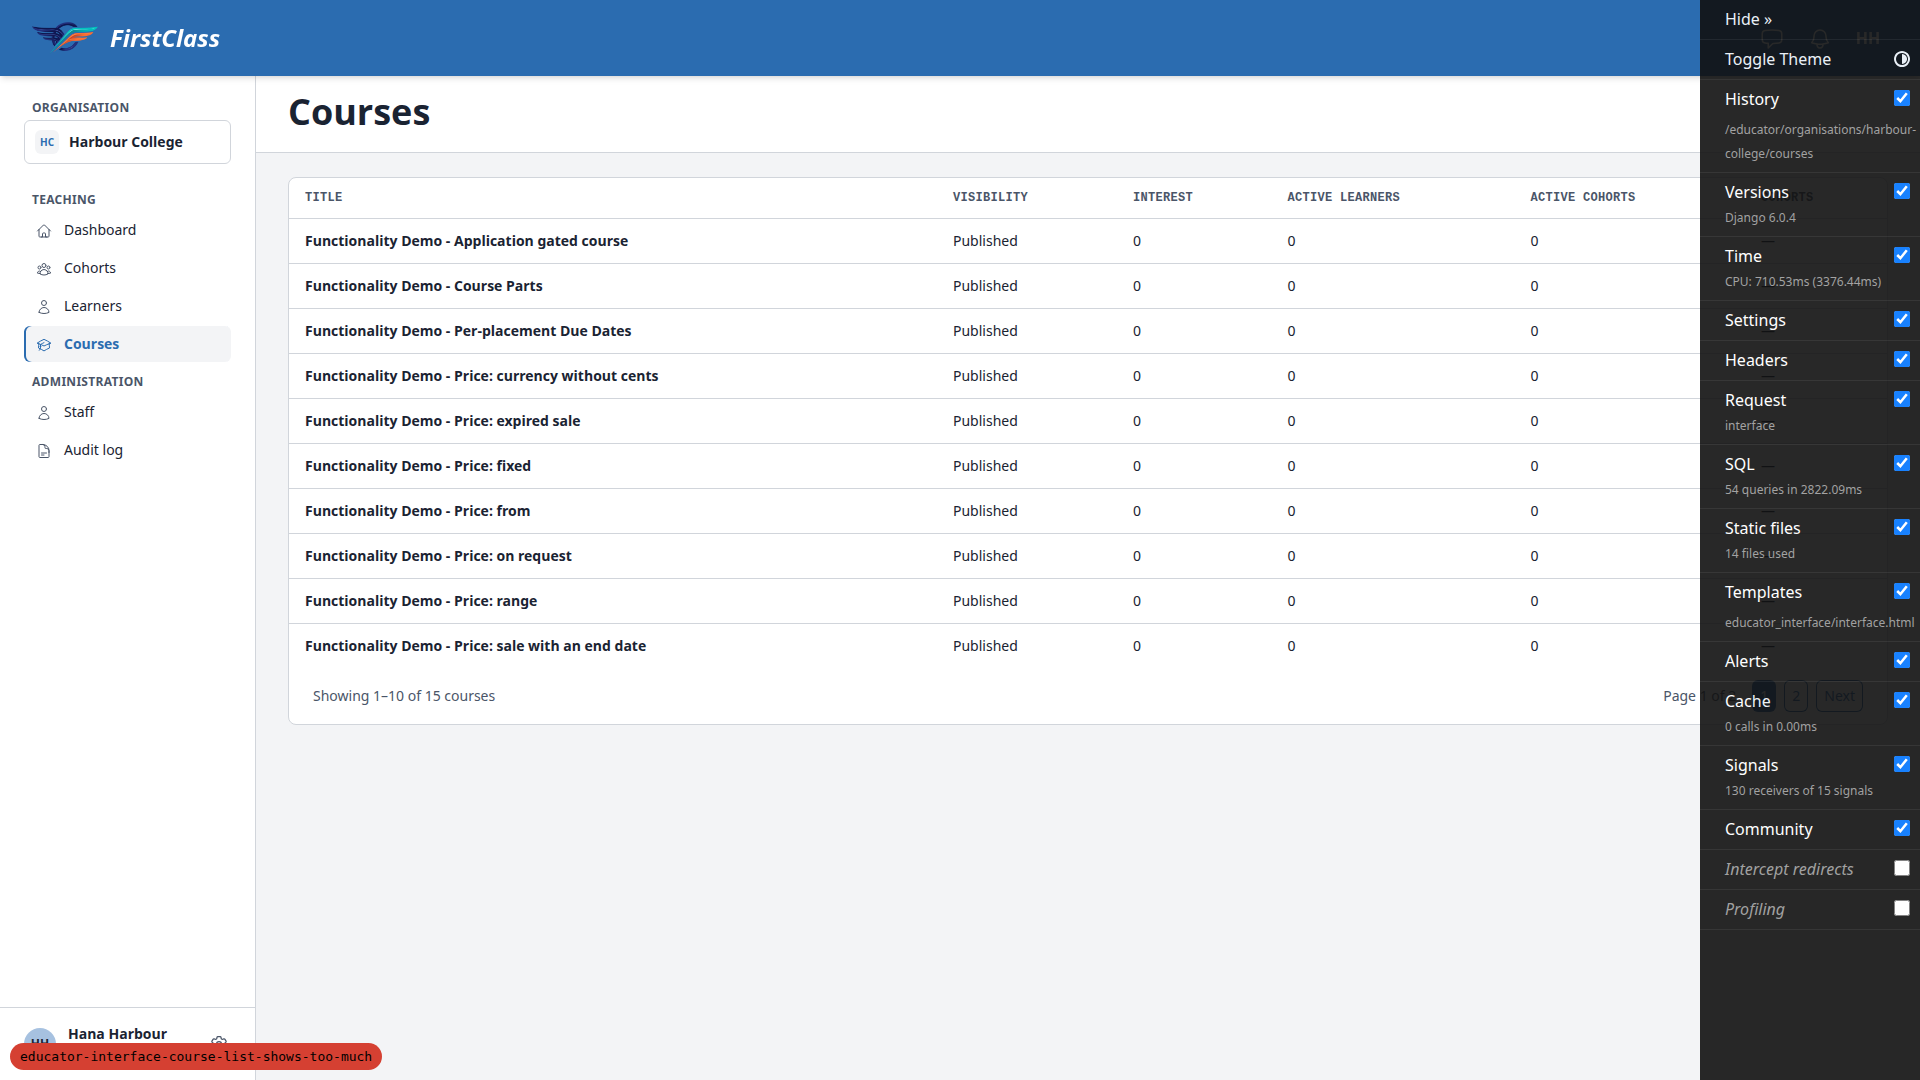 FirstClass
ORGANISATION
HC Harbour College
TEACHING
Dashboard
Cohorts
Learners
Courses
ADMINISTRATION
Staff
Audit log
Hana Harbour
educator-interface-course-list-shows-too-much
Courses
TITLE VISIBILITY INTEREST ACTIVE LEARNERS ACTIVE COHORTS
Functionality Demo - Application gated course Published 0 0 0
Functionality Demo - Course Parts Published 0 0 0
Functionality Demo - Per-placement Due Dates Published 0 0 0
Functionality Demo - Price: currency without cents Published 0 0 0
Functionality Demo - Price: expired sale Published 0 0 0
Functionality Demo - Price: fixed Published 0 0 0
Functionality Demo - Price: from Published 0 0 0
Functionality Demo - Price: on request Published 0 0 0
Functionality Demo - Price: range Published 0 0 0
Functionality Demo - Price: sale with an end date Published 0 0 0
Showing 1–10 of 15 courses Page 1 of 2 Next
Hide »
HH
Toggle Theme
History
/educator/organisations/harbour-
college/courses
Versions
Django 6.0.4
Time
CPU: 710.53ms (3376.44ms)
Settings
Headers
Request
interface
SQL
54 queries in 2822.09ms
Static files
14 files used
Templates
educator_interface/interface.html
Alerts
Cache
0 calls in 0.00ms
Signals
130 receivers of 15 signals
Community
Intercept redirects
Profiling